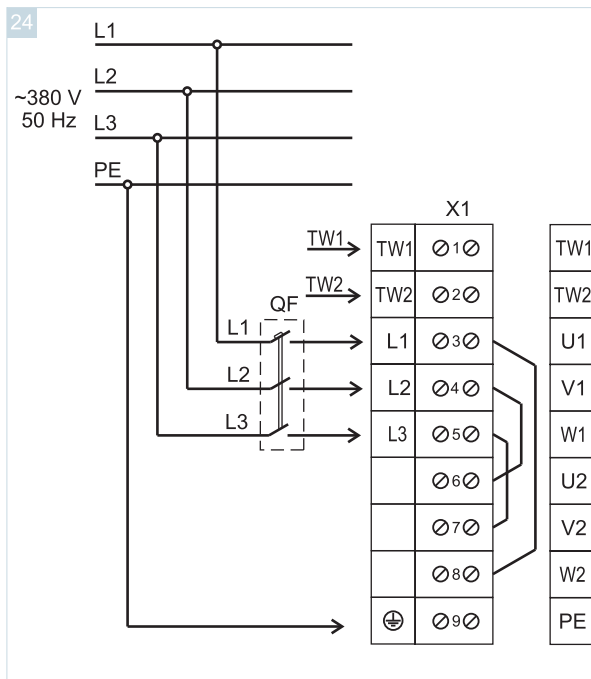 24
L1
L2
~380 V
50 Hz
L3
PE
X1
TW1 TW1 1 TW1
TW2 TW2 2 TW2
QF
L1 L1 3 U1
L2 L2 4 V1
L3 L3 5 W1
6 U2
7 V2
8 W2
9 PE